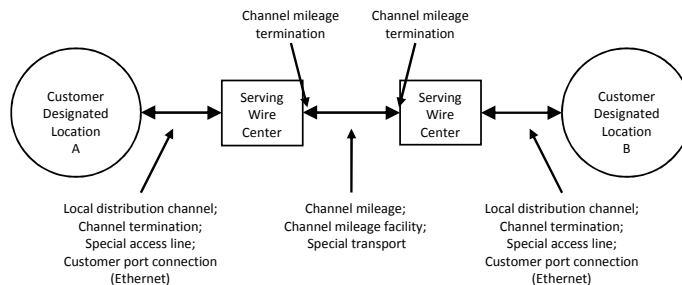 Channel mileage
termination
Channel mileage
termination
Customer
Designated
Location
A
Serving
Wire
Center
Serving
Wire
Center
Customer
Designated
Location
B
Local distribution channel;
Channel termination;
Special access line;
Customer port connection
(Ethernet)
Channel mileage;
Channel mileage facility;
Special transport
Local distribution channel;
Channel termination;
Special access line;
Customer port connection
(Ethernet)